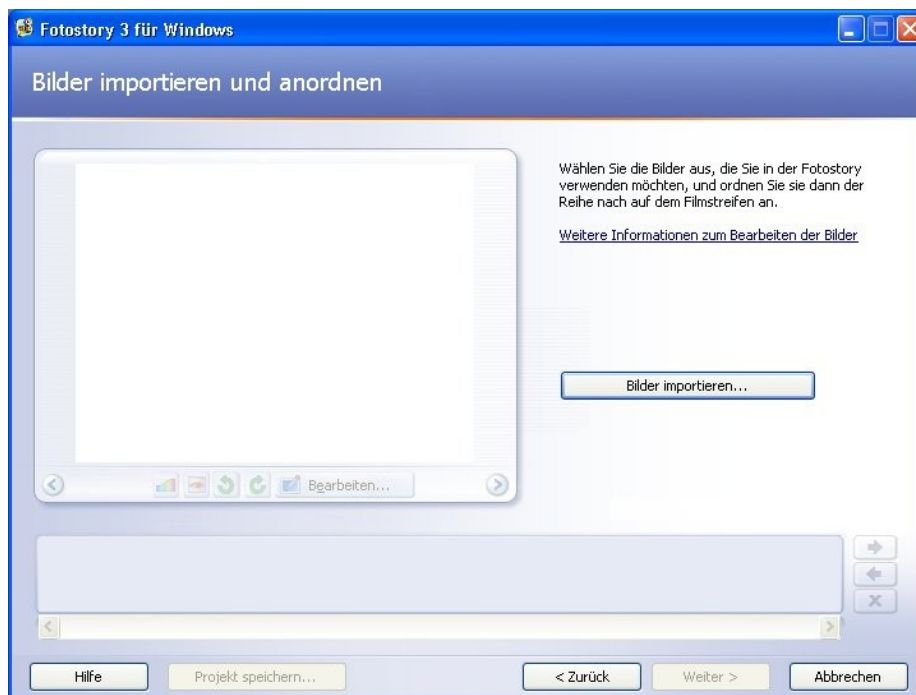 Fotostory 3 für Windows
Bilder importieren und anordnen
Wählen Sie die Bilder aus, die Sie in der Fotostory
verwenden möchten, und ordnen Sie sie dann der
Reihe nach auf dem Filmstreifen an.
Weitere Informationen zum Bearbeiten der Bilder
Bilder importieren...
Bearbeiten...
Hilfe
Projekt speichern...
< Zurück
Weiter >
Abbrechen